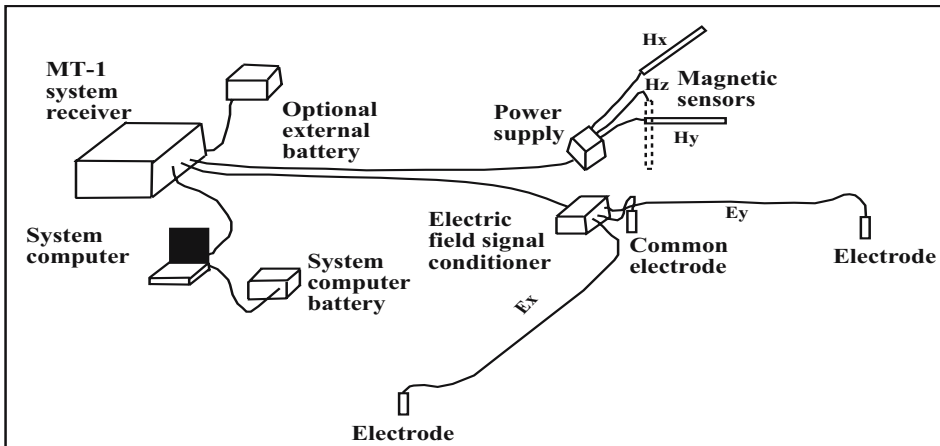 MT-1
system
receiver
Optional
external
battery
Power
supply
Hx
Hz
Magnetic
sensors
Hy
System
computer
System
computer
battery
Electric
field signal
conditioner
Common
electrode
Ey
Electrode
Ex
Electrode